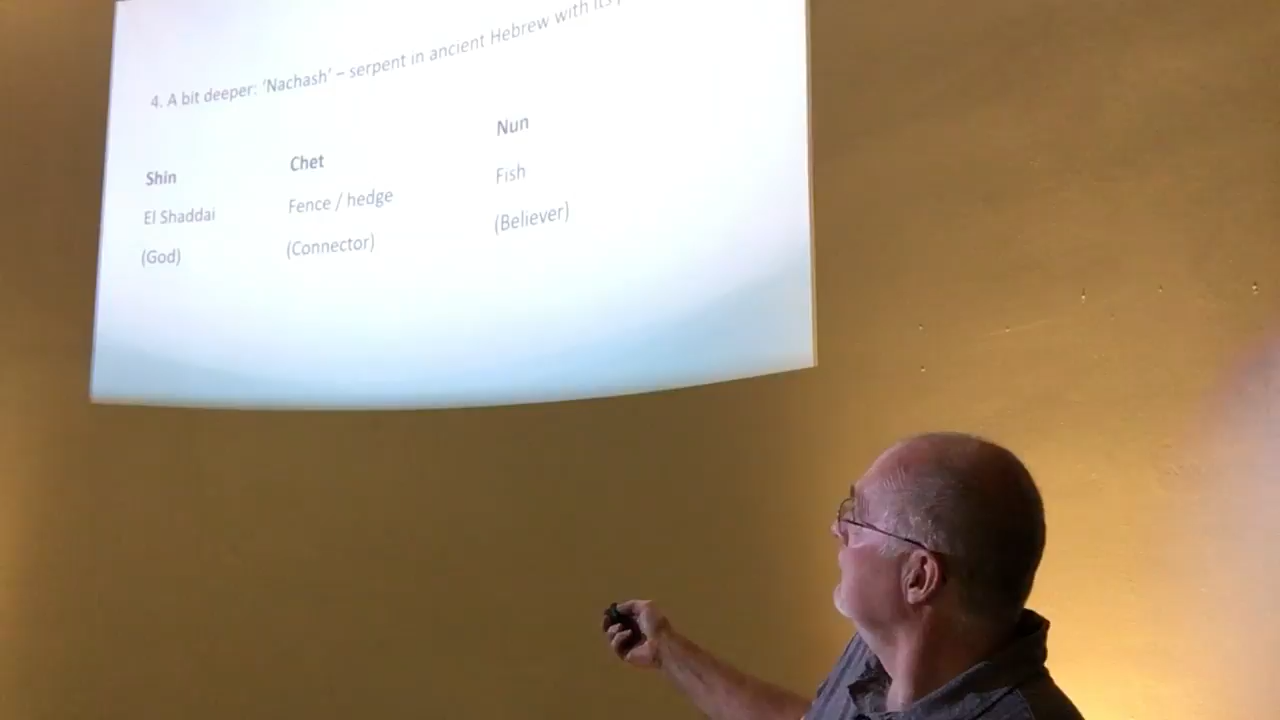 4. A bit deeper: 'Nachash' – serpent in ancient Hebrew with its
Shin Chet Nun
El Shaddai Fence / hedge Fish
(God) (Connector) (Believer)